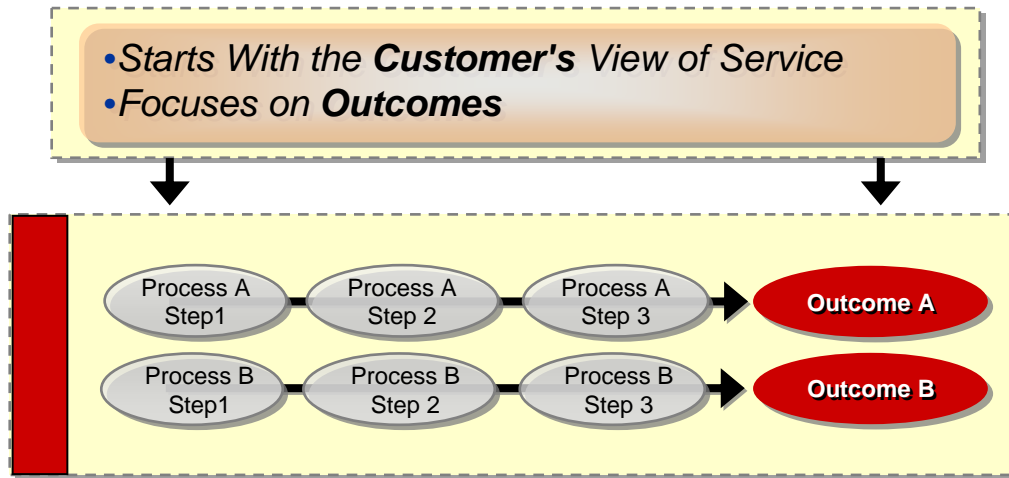 •Starts With the Customer's View of Service
•Focuses on Outcomes
Process A
Step1
Process A
Step 2
Process A
Step 3
Outcome A
Process B
Step1
Process B
Step 2
Process B
Step 3
Outcome B